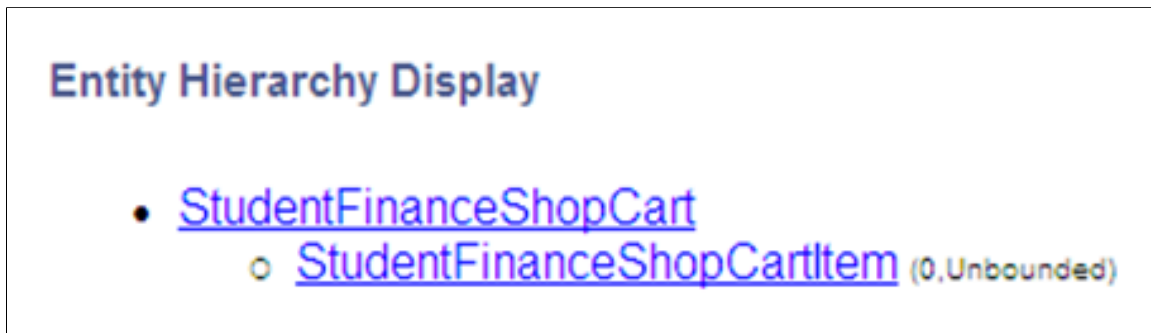 Entity Hierarchy Display
StudentFinanceShopCart
StudentFinanceShopCartItem (0,Unbounded)